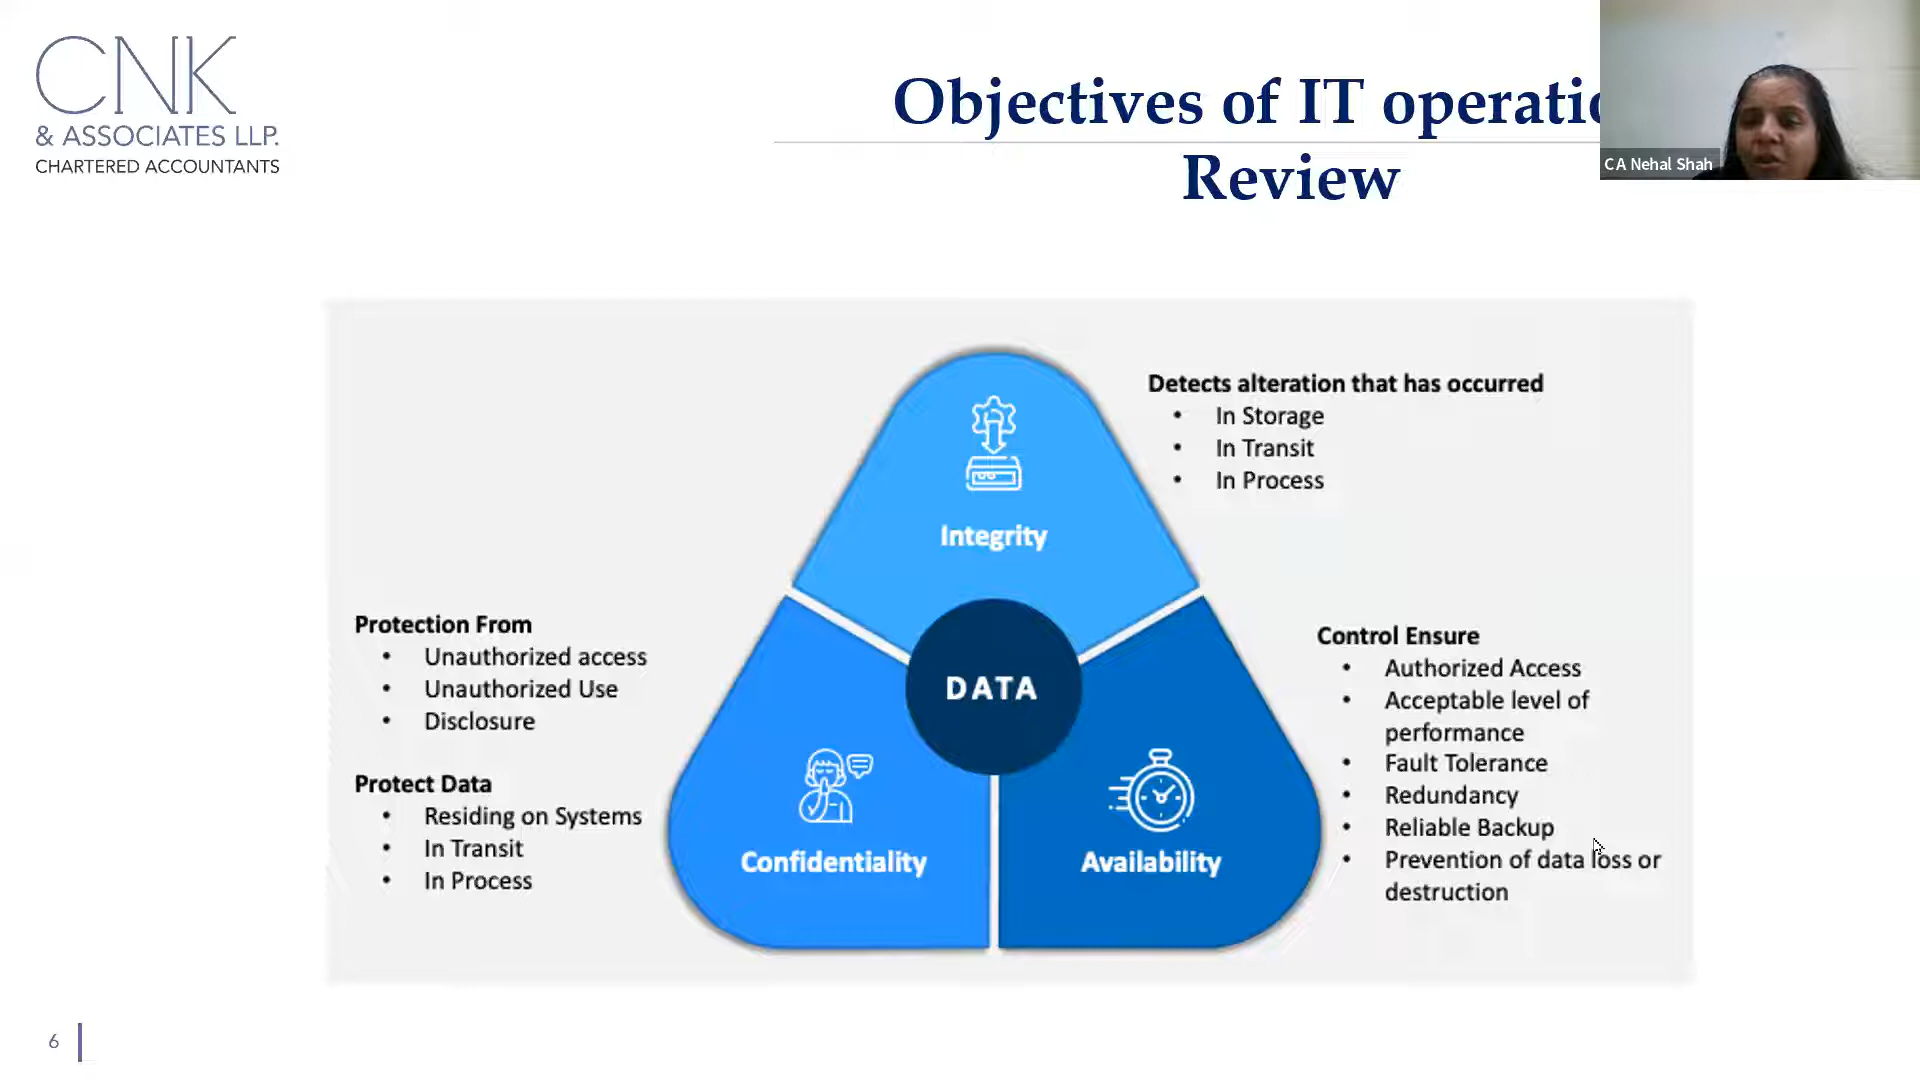 CNK
& ASSOCIATES LLP.
CHARTERED ACCOUNTANTS
Objectives of IT
Review
CA Nehal Shah
Detects alteration that has occurred
• In Storage
• In Transit
• In Process
Integrity
DATA
Protection From
• Unauthorized access
• Unauthorized Use
• Disclosure
Protect Data
• Residing on Systems
• In Transit
• In Process
Confidentiality
Availability
Control Ensure
• Authorized Access
• Acceptable level of
performance
• Fault Tolerance
• Redundancy
• Reliable Backup
• Prevention of data loss or
destruction
6